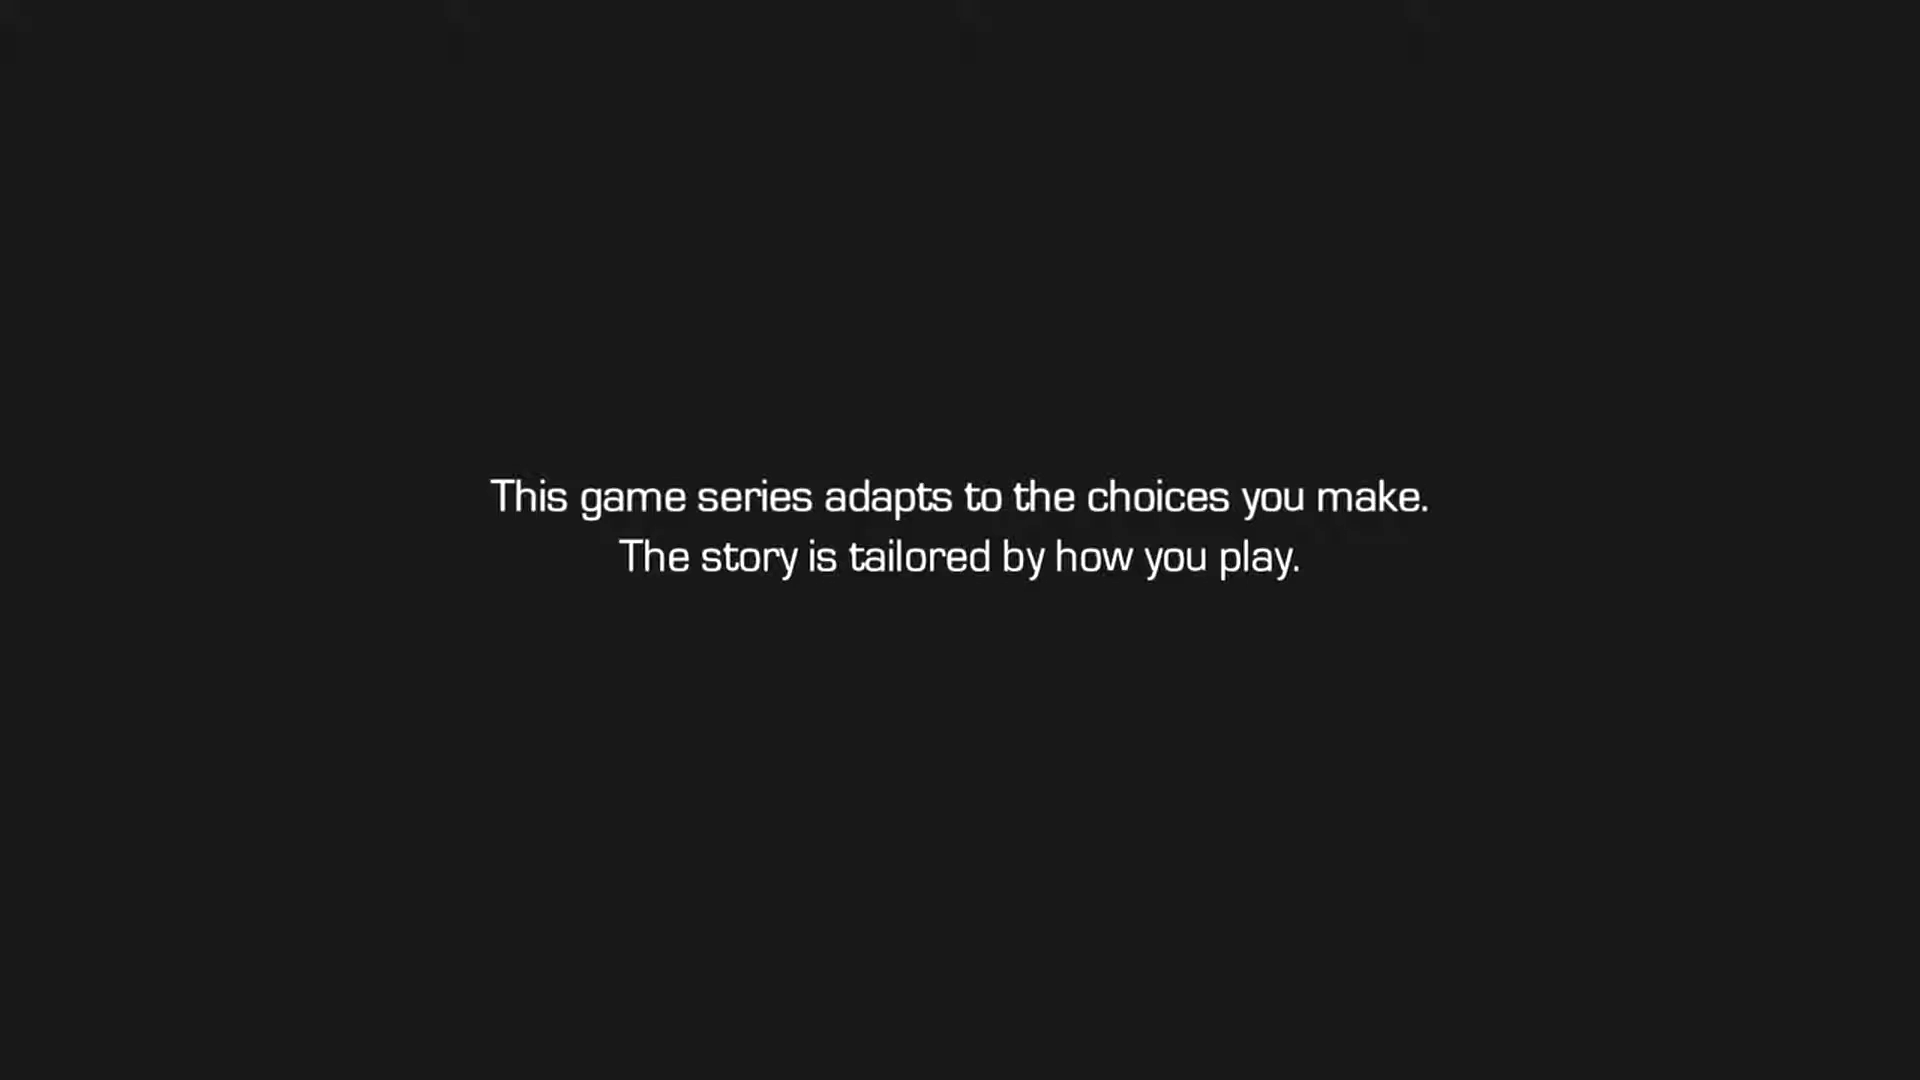 This game series adapts to the choices you make.
The story is tailored by how you play.